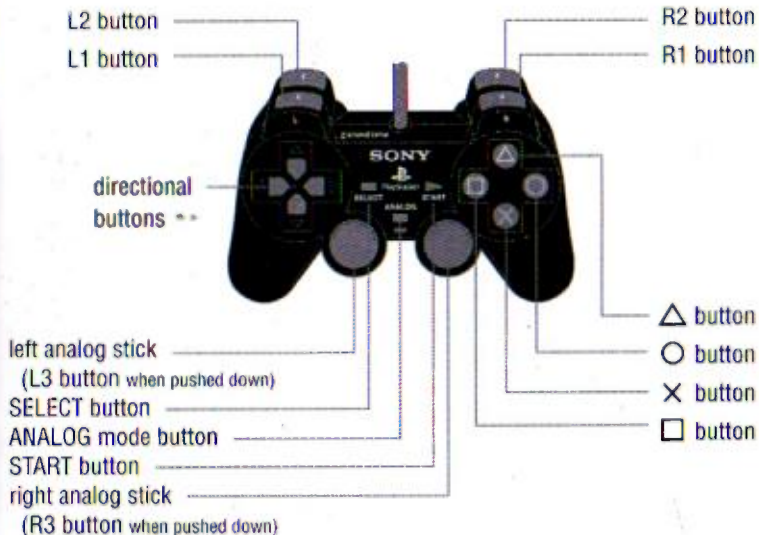 L2 button
L1 button
R2 button
R1 button
SONY
PlayStation
SELECT
START
ANALOG
directional
buttons
△ button
○ button
✕ button
□ button
left analog stick
(L3 button when pushed down)
SELECT button
ANALOG mode button
START button
right analog stick
(R3 button when pushed down)